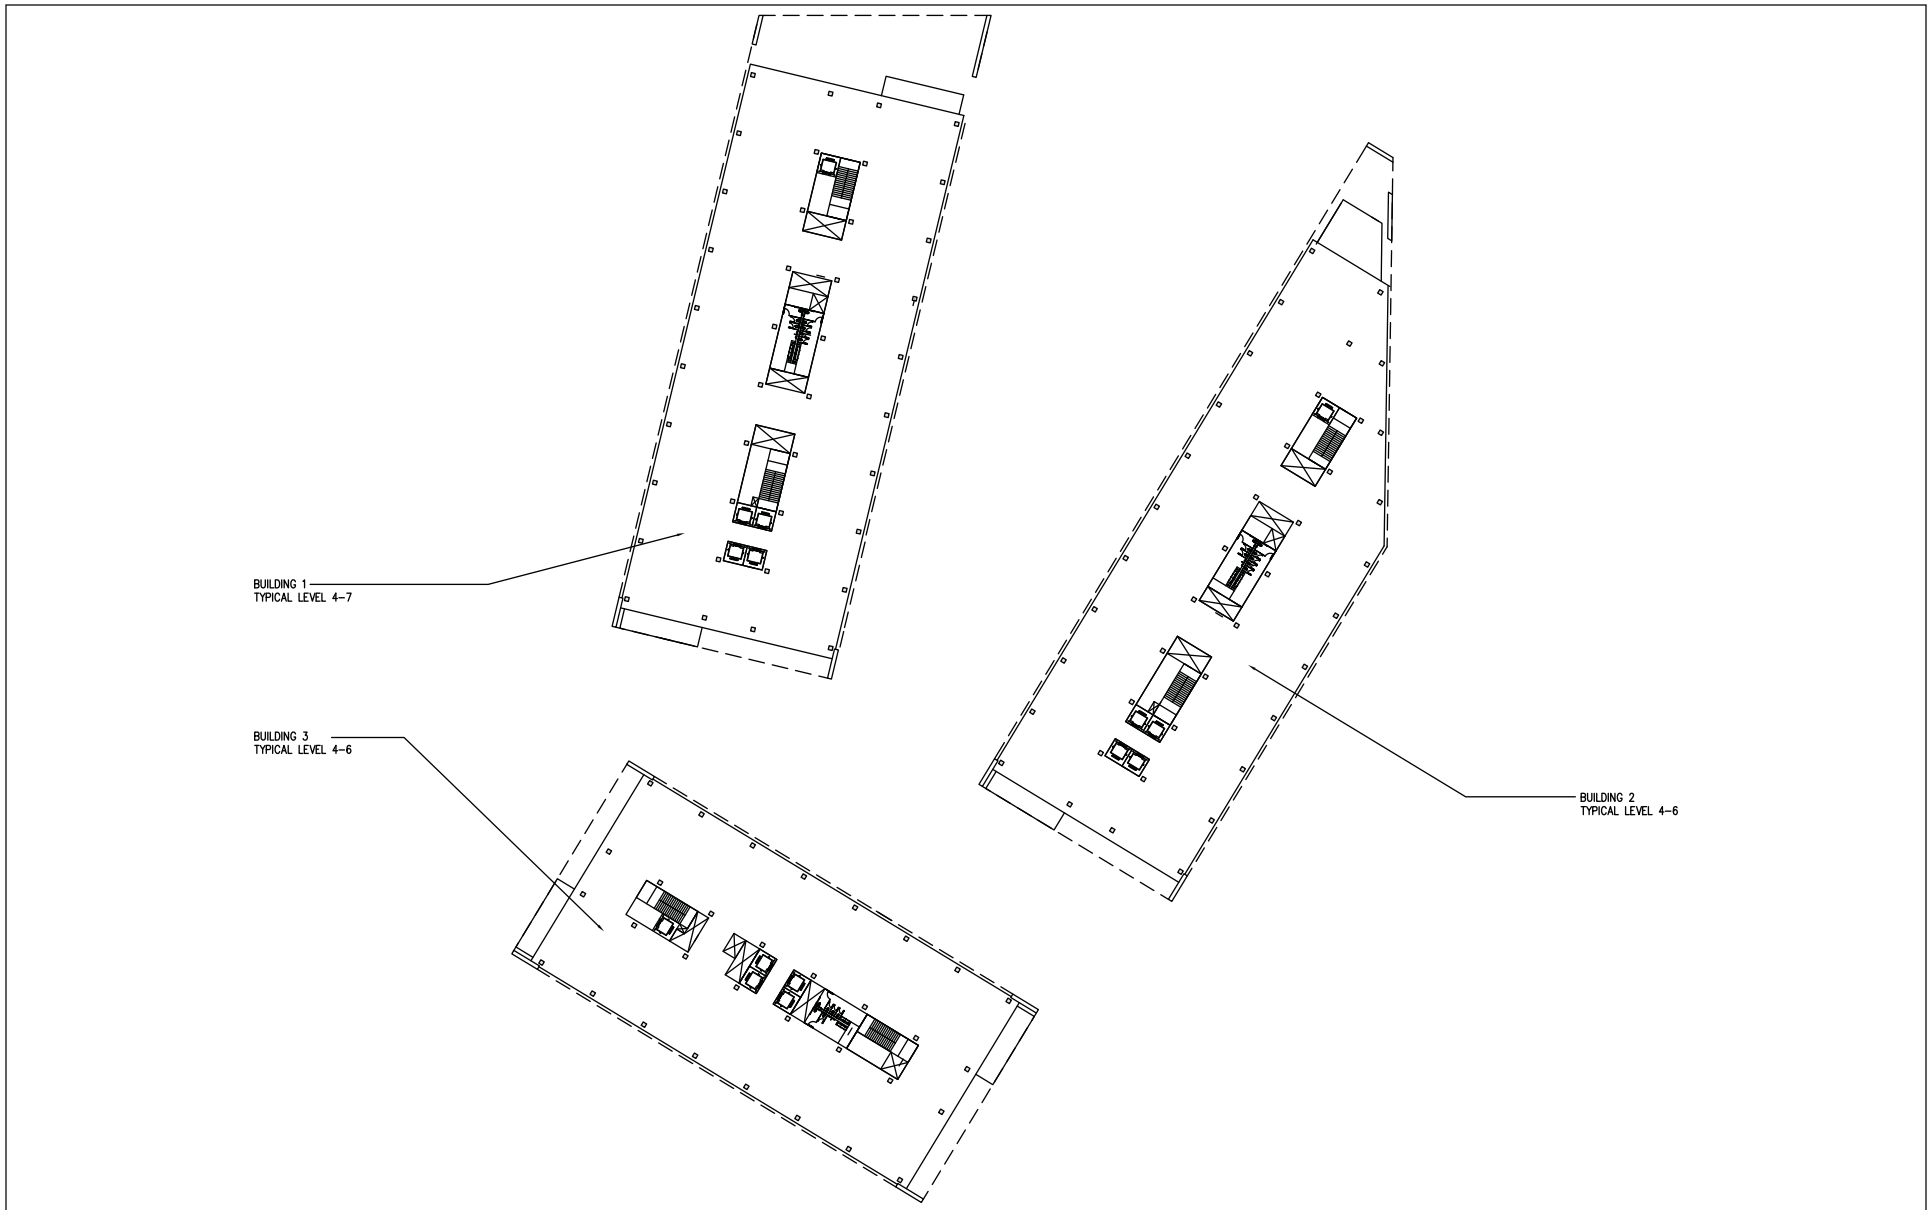 BUILDING 1
TYPICAL LEVEL 4-7
BUILDING 3
TYPICAL LEVEL 4-6
BUILDING 2
TYPICAL LEVEL 4-6